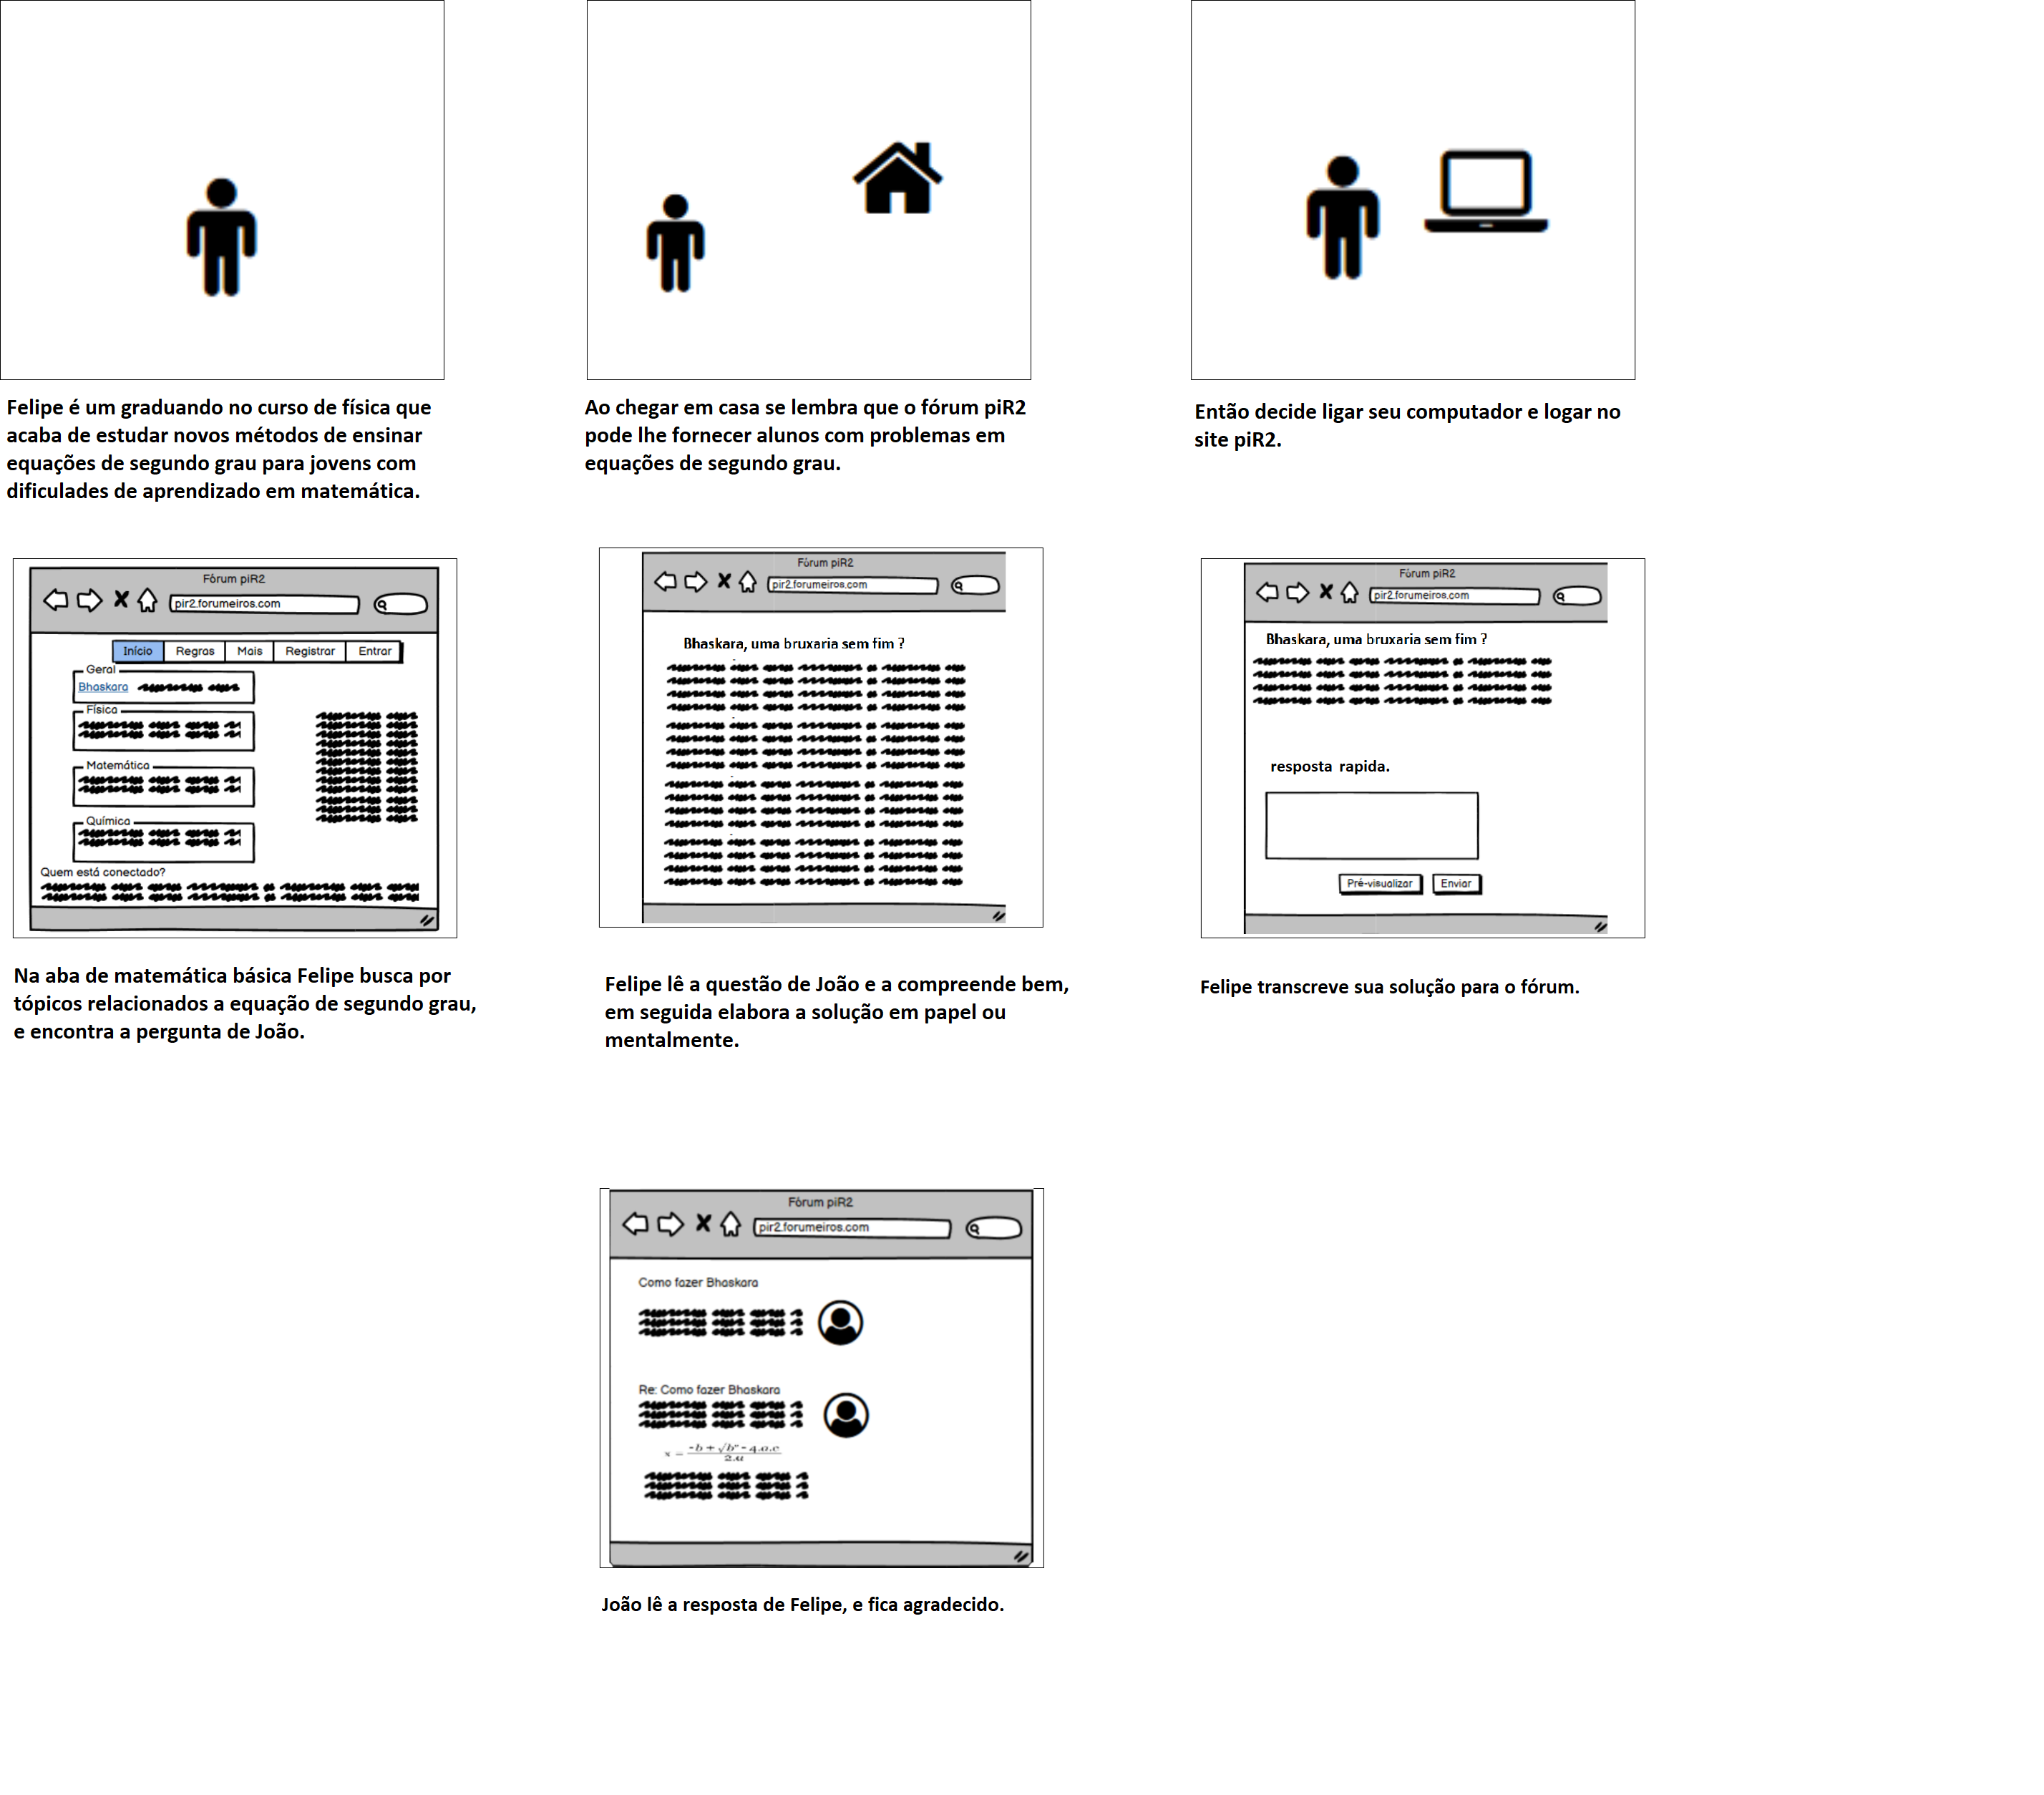 Felipe é um graduando no curso de física que
acaba de estudar novos métodos de ensinar
equações de segundo grau para jovens com
dificulades de aprendizado em matemática.
Ao chegar em casa se lembra que o fórum piR2
pode lhe fornecer alunos com problemas em
equações de segundo grau.
Então decide ligar seu computador e logar no
site piR2.
Fórum piR2
pir2.forumeiros.com
Início Regras Mais Registrar Entrar
Geral
Bhaskara
Física
Matemática
Química
Quem está conectado?
Na aba de matemática básica Felipe busca por
tópicos relacionados a equação de segundo grau,
e encontra a pergunta de João.
Fórum piR2
pir2.forumeiros.com
Bhaskara, uma bruxaria sem fim ?
Felipe lê a questão de João e a compreende bem,
em seguida elabora a solução em papel ou
mentalmente.
Fórum piR2
pir2.forumeiros.com
Bhaskara, uma bruxaria sem fim ?
resposta rapida.
Pré-visualizar Enviar
Felipe transcreve sua solução para o fórum.
Fórum piR2
pir2.forumeiros.com
Como fazer Bhaskara
Re: Como fazer Bhaskara
João lê a resposta de Felipe, e fica agradecido.